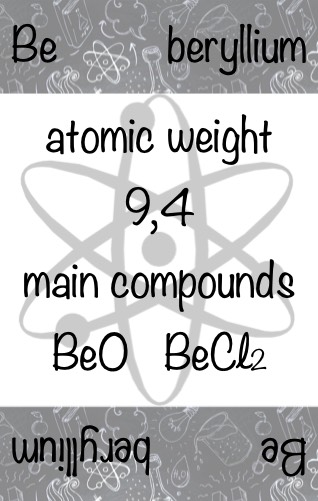 Be beryllium
atomic weight
9,4
main compounds
BeO BeCl2
Be beryllium